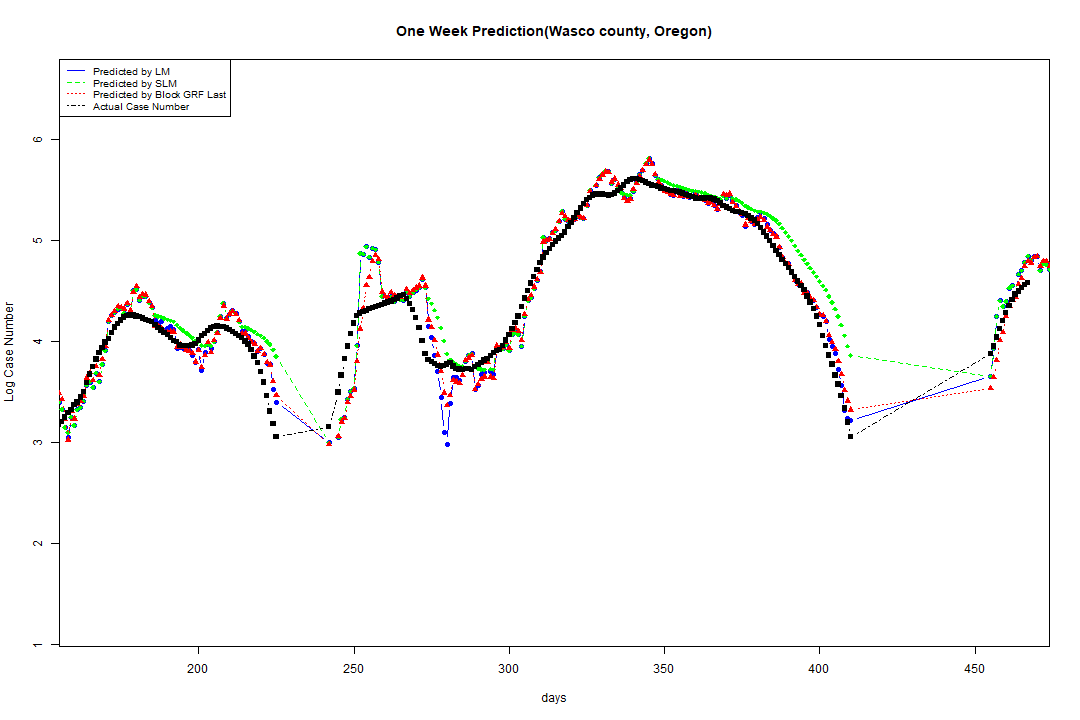 One Week Prediction(Wasco county, Oregon)
Predicted by LM
Predicted by SLM
Predicted by Block GRF Last
Actual Case Number
6
5
4
3
2
1
Log Case Number
200 250 300 350 400 450
days